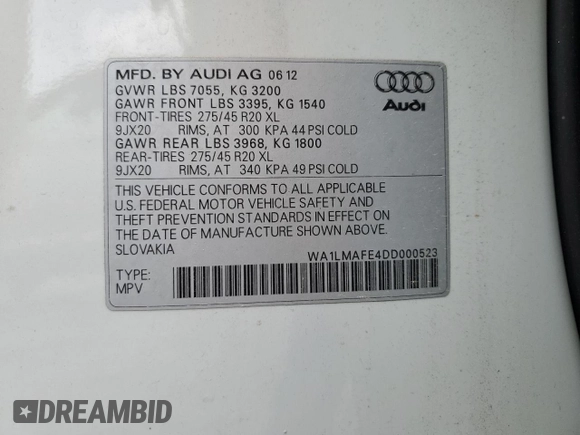 MFD. BY AUDI AG 06 12
GVWR LBS 7055, KG 3200
GAWR FRONT LBS 3395, KG 1540
FRONT-TIRES 275/45 R20 XL
9JX20 RIMS, AT 300 KPA 44 PSI COLD
GAWR REAR LBS 3968, KG 1800
REAR-TIRES 275/45 R20 XL
9JX20 RIMS, AT 340 KPA 49 PSI COLD
Audi
THIS VEHICLE CONFORMS TO ALL APPLICABLE
U.S. FEDERAL MOTOR VEHICLE SAFETY AND
THEFT PREVENTION STANDARDS IN EFFECT ON
THE DATE OF MANUFACTURE SHOWN ABOVE.
SLOVAKIA
WA1LMAFE4DD000523
TYPE:
MPV
DREAMBID